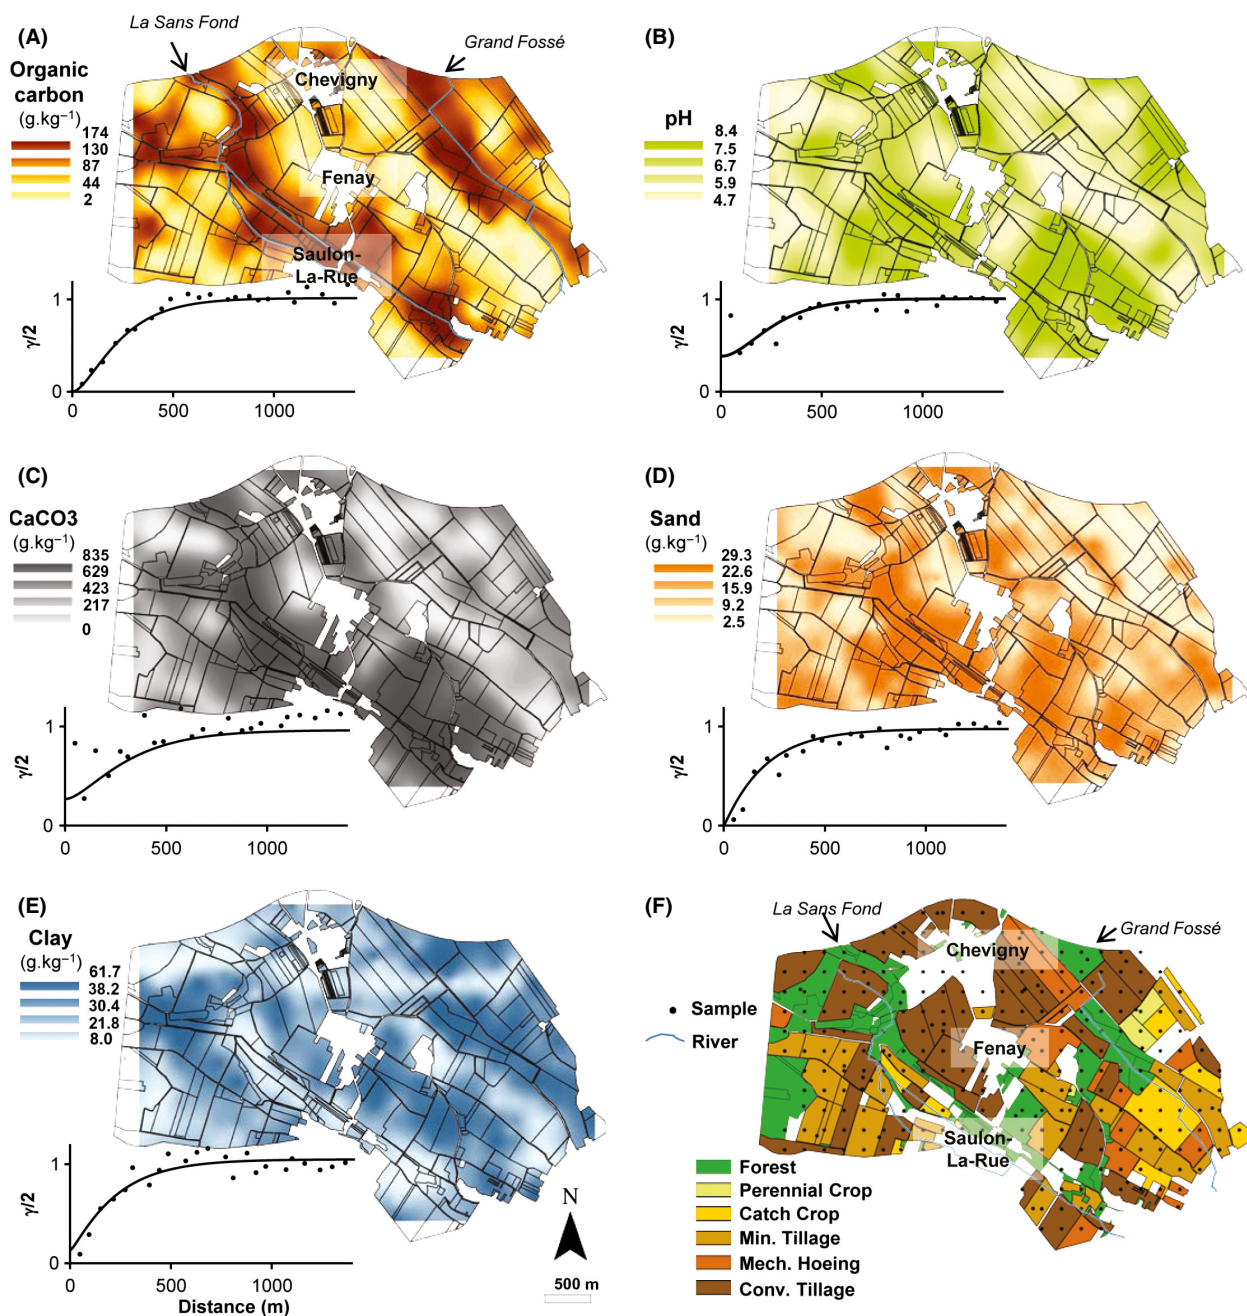 La Sans Fond
Grand Fossé
(A)
Organic
carbon
(g.kg⁻¹)
174
130
87
44
2
Chevigny
Fenay
Saulon-
La-Rue
1
γ/2
0
0
500
1000
(B)
pH
8.4
7.5
6.7
5.9
4.7
1
γ/2
0
0
500
1000
(C)
CaCO3
(g.kg⁻¹)
835
629
423
217
0
1
γ/2
0
0
500
1000
(D)
Sand
(g.kg⁻¹)
29.3
22.6
15.9
9.2
2.5
1
γ/2
0
0
500
1000
(E)
Clay
(g.kg⁻¹)
61.7
38.2
30.4
21.8
8.0
1
γ/2
0
0
500
1000
Distance (m)
N
500 m
(F)
La Sans Fond
Grand Fossé
Chevigny
Fenay
Saulon-
La-Rue
Sample
River
Forest
Perennial Crop
Catch Crop
Min. Tillage
Mech. Hoeing
Conv. Tillage